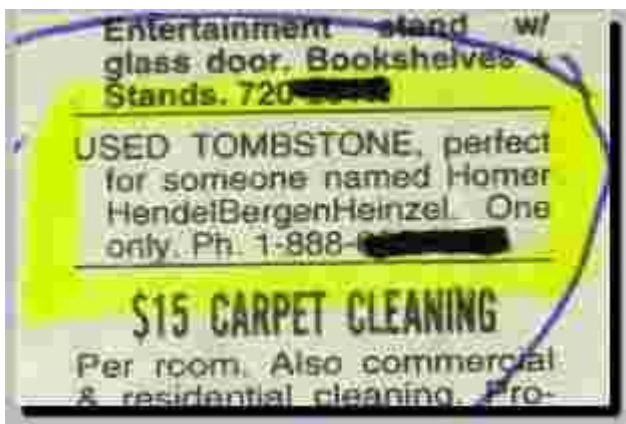 Entertainment stand w/
glass door. Bookshelves +
Stands. 720-
USED TOMBSTONE, perfect
for someone named Homer
HendelBergenHeinzel. One
only. Ph. 1-888-
$15 CARPET CLEANING
Per room. Also commercial
& residential cleaning. Pro-